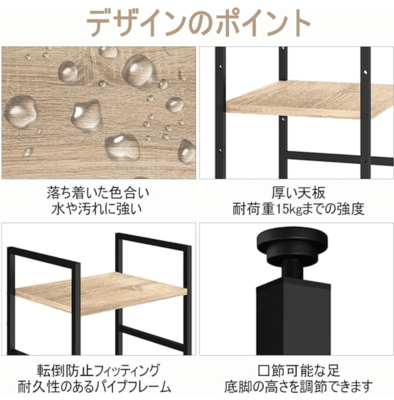 デザインのポイント
落ち着いた色合い
水や汚れに強い
厚い天板
耐荷重15kgまでの強度
転倒防止フィッティング
耐久性のあるパイプフレーム
口節可能な足
底脚の高さを調節できます